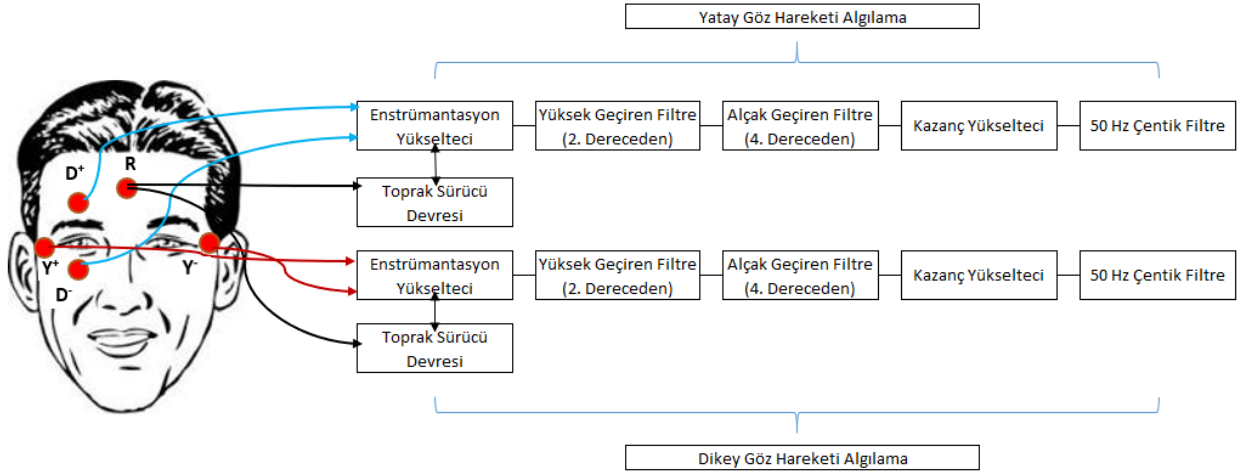 Yatay Göz Hareketi Algılama
Enstrümantasyon
Yükselteci
Yüksek Geçiren Filtre
(2. Dereceden)
Alçak Geçiren Filtre
(4. Dereceden)
Kazanç Yükselteci
50 Hz Çentik Filtre
D⁺
R
Toprak Sürücü
Devresi
Y⁺
Y⁻
D⁻
Enstrümantasyon
Yükselteci
Yüksek Geçiren Filtre
(2. Dereceden)
Alçak Geçiren Filtre
(4. Dereceden)
Kazanç Yükselteci
50 Hz Çentik Filtre
Toprak Sürücü
Devresi
Dikey Göz Hareketi Algılama